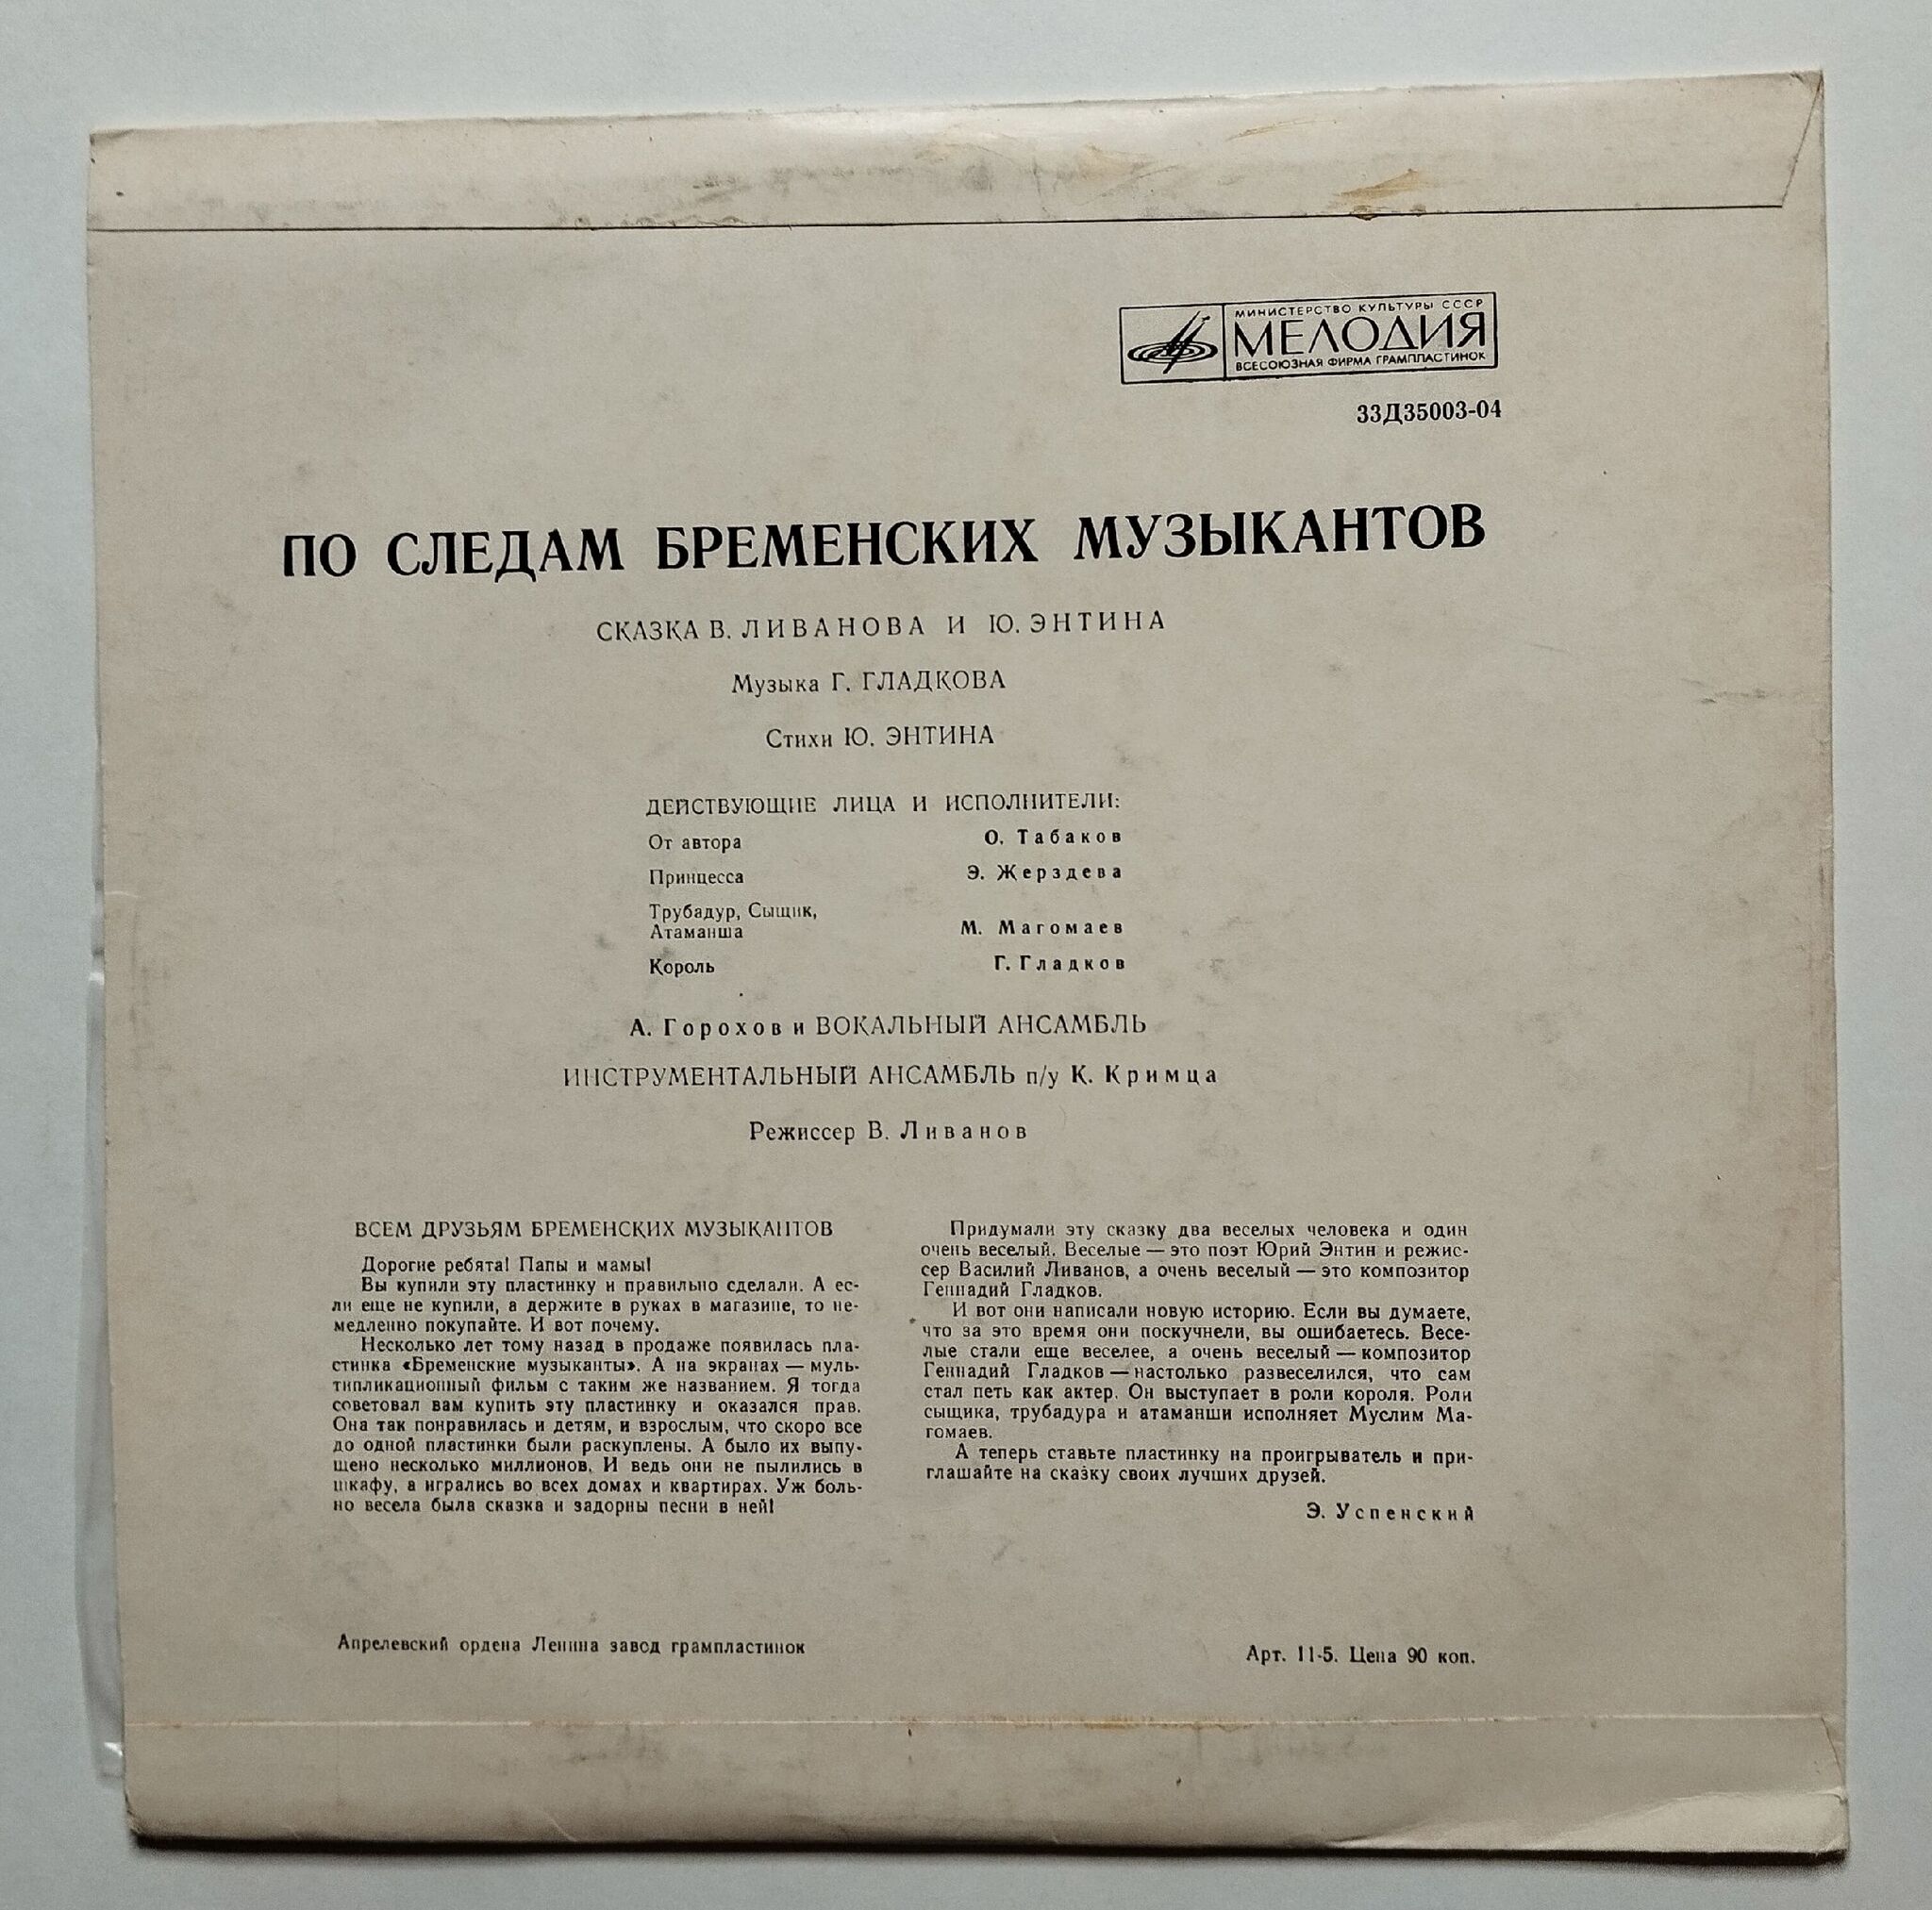 МИНИСТЕРСТВО КУЛЬТУРЫ СССР
МЕЛОДИЯ
ВСЕСОЮЗНАЯ ФИРМА ГРАМПЛАСТИНОК
33Д35003-04
ПО СЛЕДАМ БРЕМЕНСКИХ МУЗЫКАНТОВ
СКАЗКА В. ЛИВАНОВА И Ю. ЭНТИНА
Музыка Г. ГЛАДКОВА
Стихи Ю. ЭНТИНА
ДЕЙСТВУЮЩИЕ ЛИЦА И ИСПОЛНИТЕЛИ:
От автора О. Табаков
Принцесса Э. Жерздева
Трубадур, Сыщик,
Атаманша М. Магомаев
Король Г. Гладков
А. Горохов и ВОКАЛЬНЫЙ АНСАМБЛЬ
ИНСТРУМЕНТАЛЬНЫЙ АНСАМБЛЬ п/у К. Кримца
Режиссер В. Ливанов
ВСЕМ ДРУЗЬЯМ БРЕМЕНСКИХ МУЗЫКАНТОВ
Дорогие ребята! Папы и мамы!
Вы купили эту пластинку и правильно сделали. А ес-
ли еще не купили, а держите в руках в магазине, то не-
медленно покупайте. И вот почему.
Несколько лет тому назад в продаже появилась пла-
стинка «Бременские музыканты». А на экранах — муль-
типликационный фильм с таким же названием. Я тогда
советовал вам купить эту пластинку и оказался прав.
Она так понравилась и детям, и взрослым, что скоро все
до одной пластинки были раскуплены. А было их выпу-
щено несколько миллионов. И ведь они не пылились в
шкафу, а игрались во всех домах и квартирах. Уж боль-
но весела была сказка и задорны песни в ней!
Придумали эту сказку два веселых человека и один
очень веселый. Веселые — это поэт Юрий Энтин и режис-
сер Василий Ливанов, а очень веселый — это композитор
Геннадий Гладков.
И вот они написали новую историю. Если вы думаете,
что за это время они поскучнели, вы ошибаетесь. Весе-
лые стали еще веселее, а очень веселый — композитор
Геннадий Гладков — настолько развеселился, что сам
стал петь как актер. Он выступает в роли короля. Роли
сыщика, трубадура и атаманши исполняет Муслим Ма-
гомаев.
А теперь ставьте пластинку на проигрыватель и при-
глашайте на сказку своих лучших друзей.
Э. Успенский
Апрелевский ордена Ленина завод грампластинок
Арт. 11-5. Цена 90 коп.